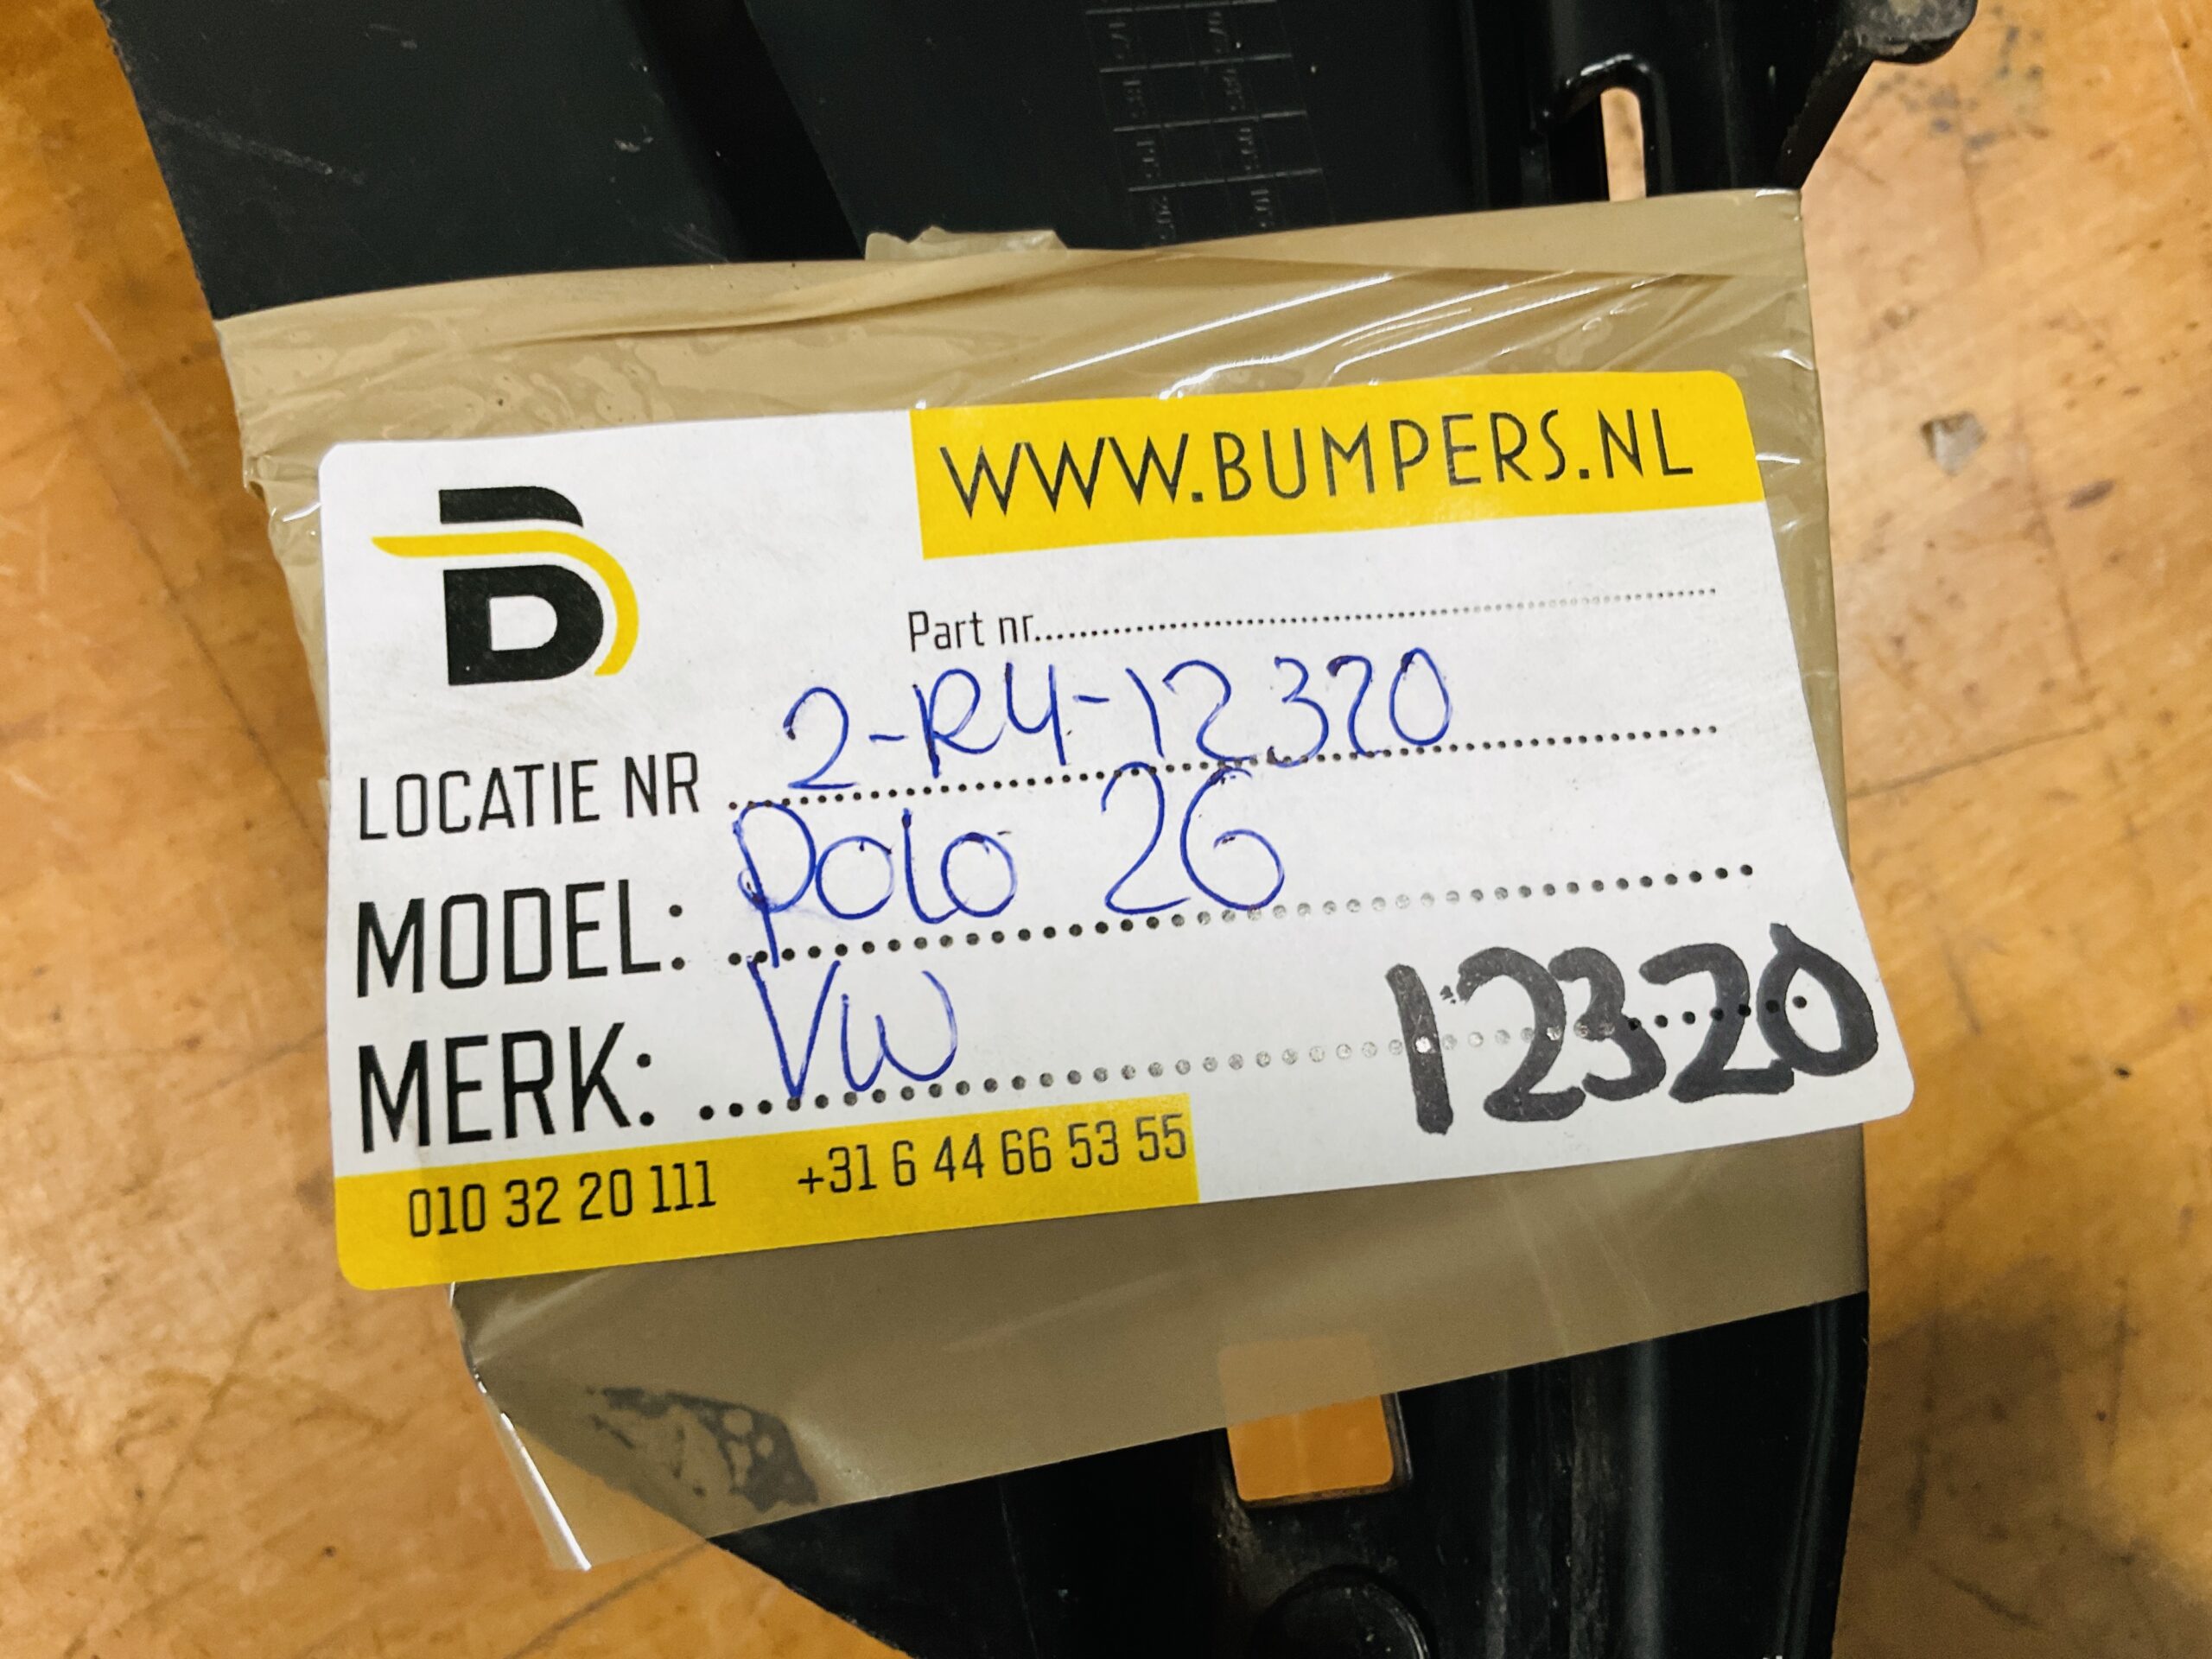 WWW.BUMPERS.NL
B
Part nr.
LOCATIE NR 2-R4-12320
MODEL: Polo 2G
MERK: VW
12320
010 32 20 111 +31 6 44 66 53 55